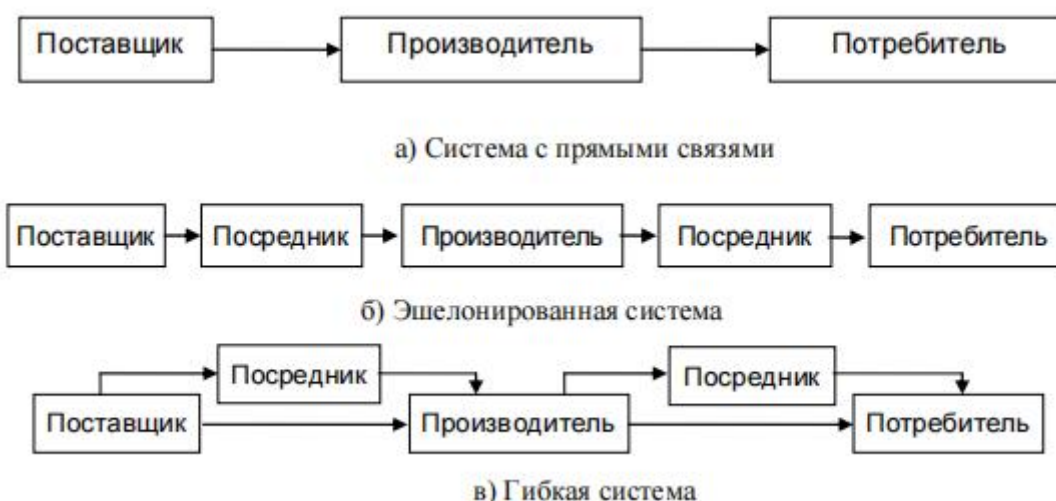 Поставщик Производитель Потребитель
а) Система с прямыми связями
Поставщик Посредник Производитель Посредник Потребитель
б) Эшелонированная система
Посредник Посредник
Поставщик Производитель Потребитель
в) Гибкая система